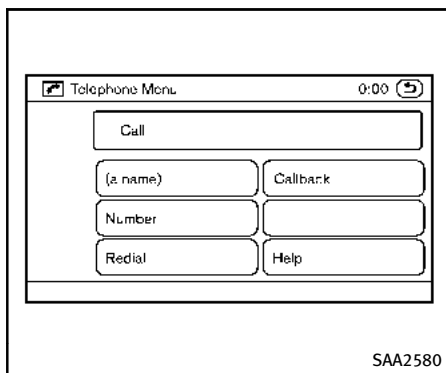 Telephone Menu 0:00
Call
(a name) Callback
Number
Redial Help
SAA2580